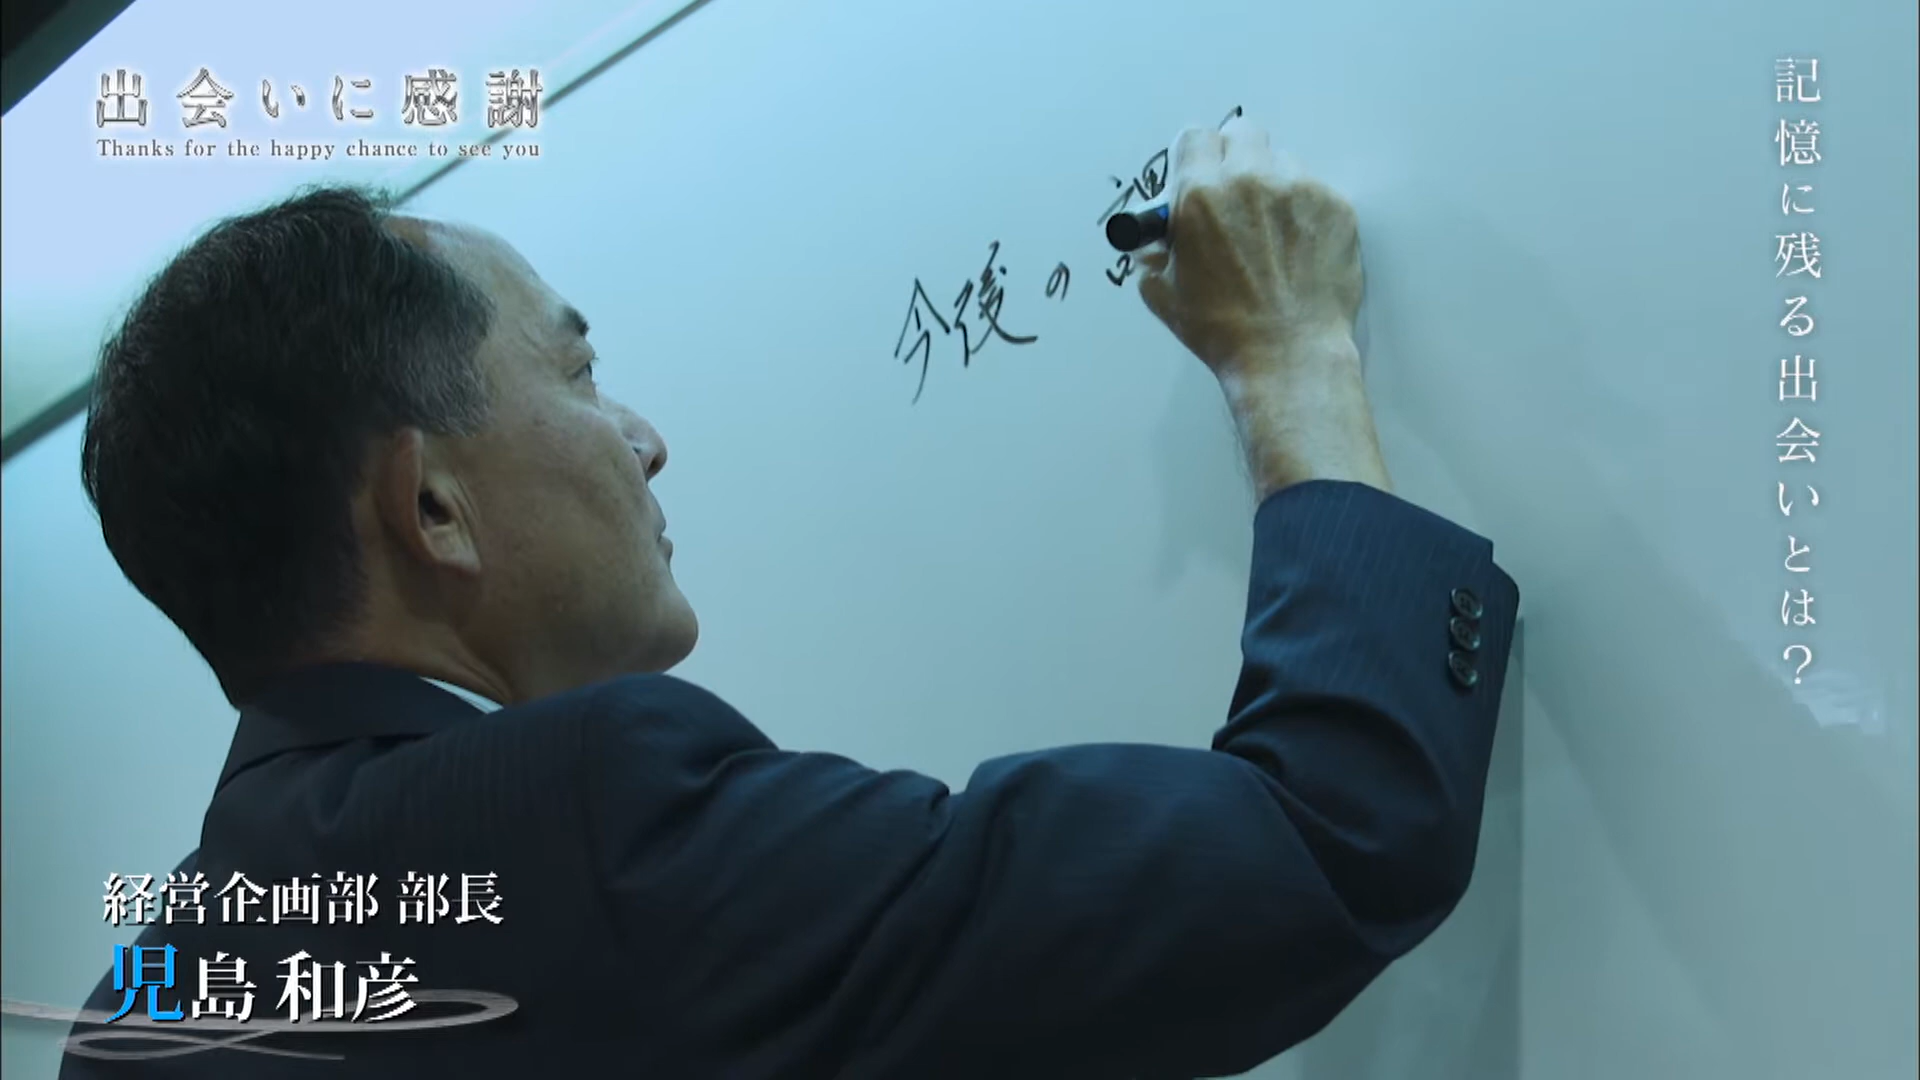 出会いに感謝
Thanks for the happy chance to see you
記憶に残る出会いとは?
今後の
経営企画部 部長
児島 和彦